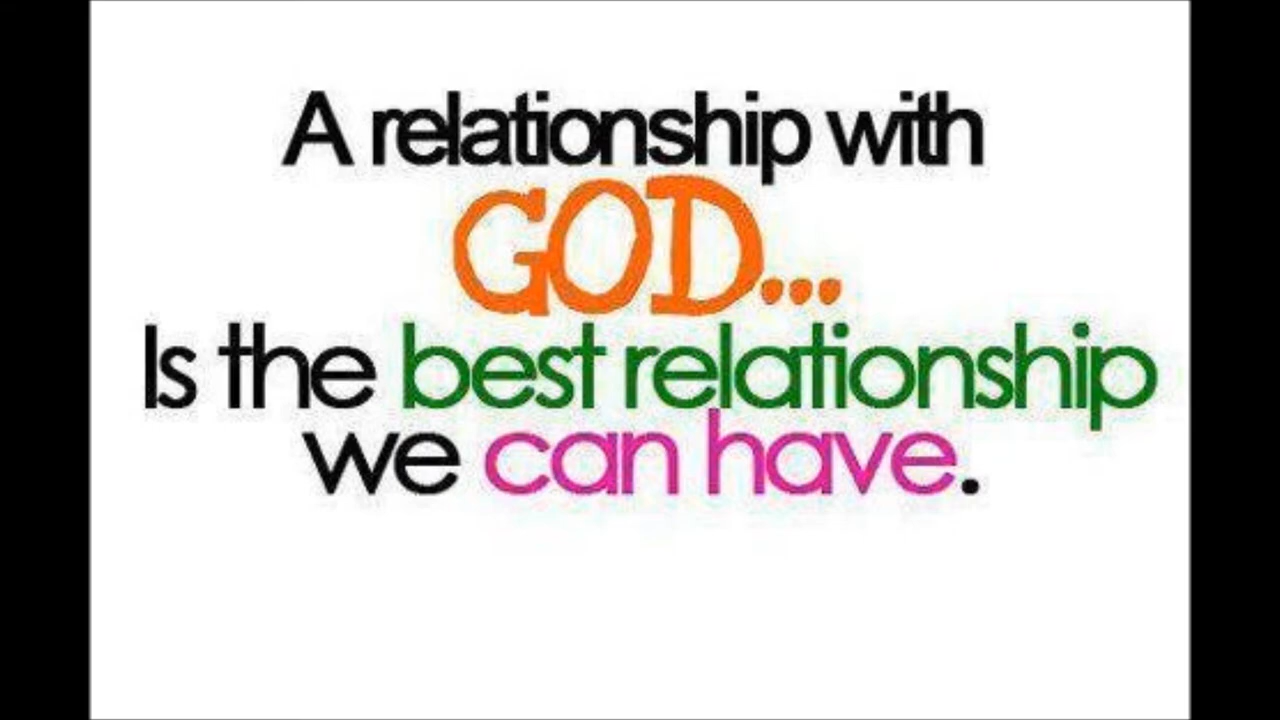 A relationship with
GOD...
Is the best relationship
we can have.